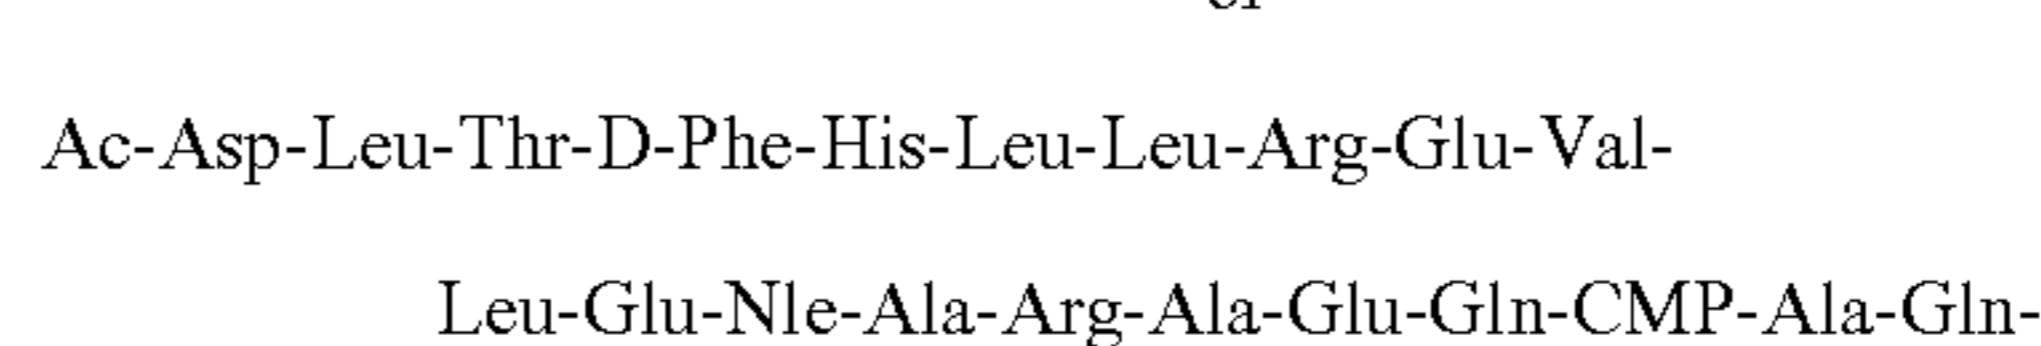 Ac-Asp-Leu-Thr-D-Phe-His-Leu-Leu-Arg-Glu-Val-
Leu-Glu-Nle-Ala-Arg-Ala-Glu-Gln-CMP-Ala-Gln-